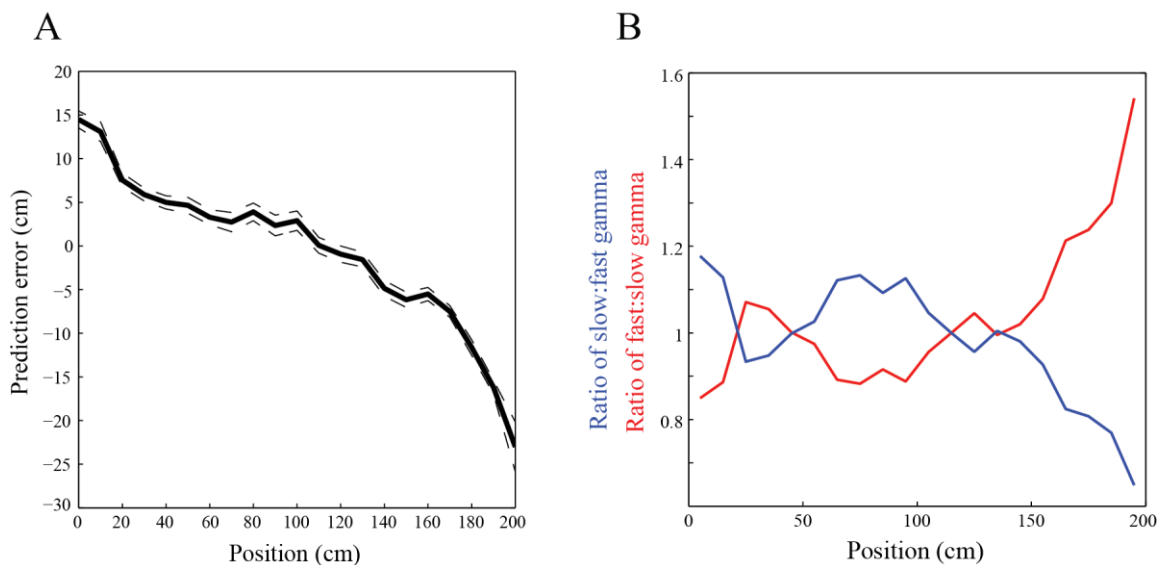 A
20
15
10
5
0
−5
−10
−15
−20
−25
−30
0 20 40 60 80 100 120 140 160 180 200
Prediction error (cm)
Position (cm)
B
1.6
1.4
1.2
1
0.8
0 50 100 150 200
Ratio of slow:fast gamma
Ratio of fast:slow gamma
Position (cm)